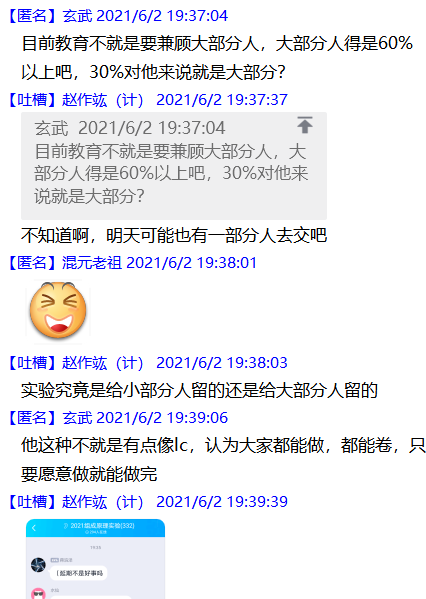 【匿名】玄武 2021/6/2 19:37:04
目前教育不就是要兼顾大部分人，大部分人得是60%
以上吧，30%对他来说就是大部分？
【吐槽】赵作竑（计） 2021/6/2 19:37:37
玄武 2021/6/2 19:37:04
目前教育不就是要兼顾大部分人，大
部分人得是60%以上吧，30%对他来
说就是大部分？
不知道啊，明天可能也有一部分人去交吧
【匿名】混元老祖 2021/6/2 19:38:01
【吐槽】赵作竑（计） 2021/6/2 19:38:03
实验究竟是给小部分人留的还是给大部分人留的
【匿名】玄武 2021/6/2 19:39:06
他这种不就是有点像lc，认为大家都能做，都能卷，只
要愿意做就能做完
【吐槽】赵作竑（计） 2021/6/2 19:39:39
2021组成原理实验(332)
延期不是好事吗